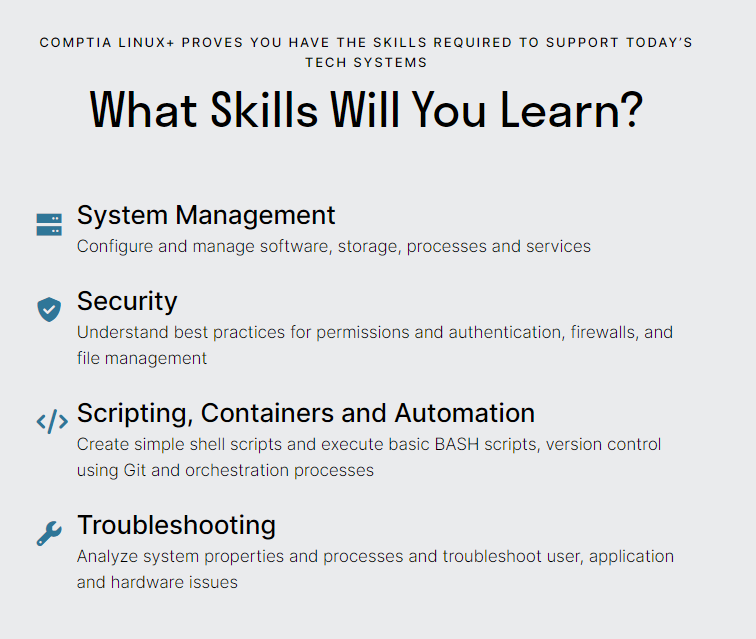 COMPTIA LINUX+ PROVES YOU HAVE THE SKILLS REQUIRED TO SUPPORT TODAY’S
TECH SYSTEMS
What Skills Will You Learn?
System Management
Configure and manage software, storage, processes and services
Security
Understand best practices for permissions and authentication, firewalls, and
file management
Scripting, Containers and Automation
Create simple shell scripts and execute basic BASH scripts, version control
using Git and orchestration processes
Troubleshooting
Analyze system properties and processes and troubleshoot user, application
and hardware issues